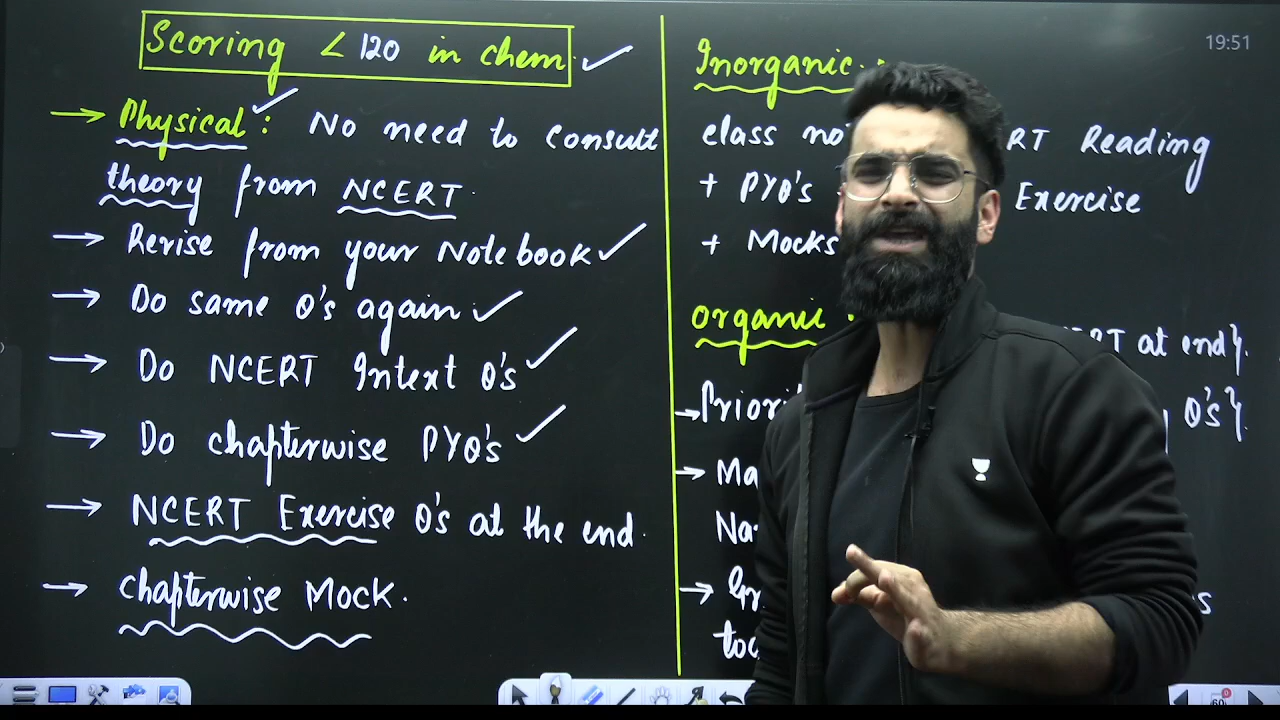 Scoring < 120 in chem
→ Physical : No need to consult
theory from NCERT.
→ Revise from your Notebook
→ Do same Q's again
→ Do NCERT Intext Q's
→ Do chapterwise PYQ's
→ NCERT Exercise Q's at the end.
→ chapterwise Mock.
19:51
Inorganic :
class RT Reading
+ PYQ's Exercise
+ Mocks
organic :
at end}.
→ Q's}.
→
→